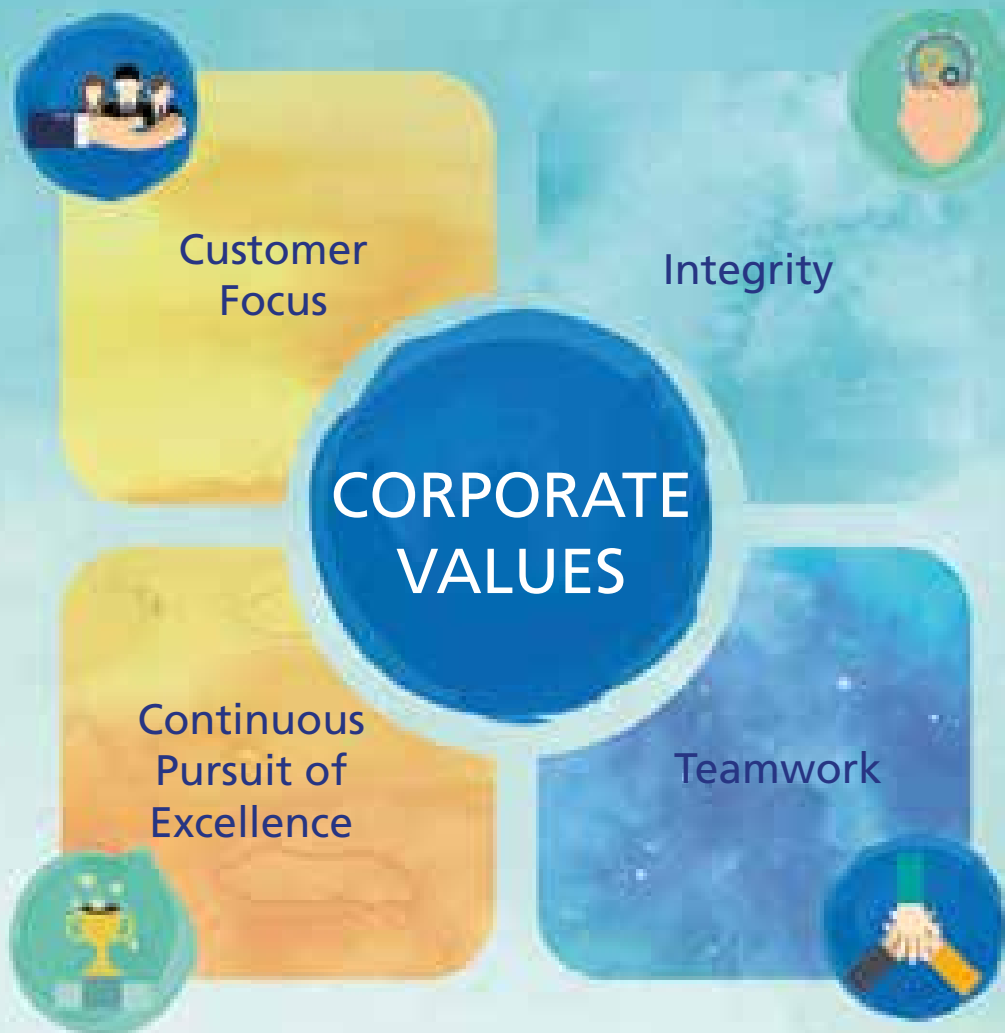 Customer
Focus
Integrity
CORPORATE
VALUES
Continuous
Pursuit of
Excellence
Teamwork